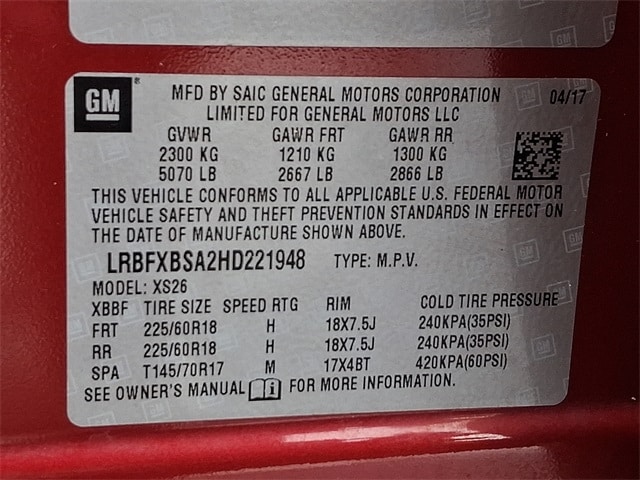 GM
MFD BY SAIC GENERAL MOTORS CORPORATION 04/17
LIMITED FOR GENERAL MOTORS LLC
GVWR GAWR FRT GAWR RR
2300 KG 1210 KG 1300 KG
5070 LB 2667 LB 2866 LB
THIS VEHICLE CONFORMS TO ALL APPLICABLE U.S. FEDERAL MOTOR
VEHICLE SAFETY AND THEFT PREVENTION STANDARDS IN EFFECT ON
THE DATE OF MANUFACTURE SHOWN ABOVE.
LRBFXBSA2HD221948 TYPE: M.P.V.
MODEL: XS26
XBBF TIRE SIZE SPEED RTG RIM COLD TIRE PRESSURE
FRT 225/60R18 H 18X7.5J 240KPA(35PSI)
RR 225/60R18 H 18X7.5J 240KPA(35PSI)
SPA T145/70R17 M 17X4BT 420KPA(60PSI)
SEE OWNER'S MANUAL FOR MORE INFORMATION.